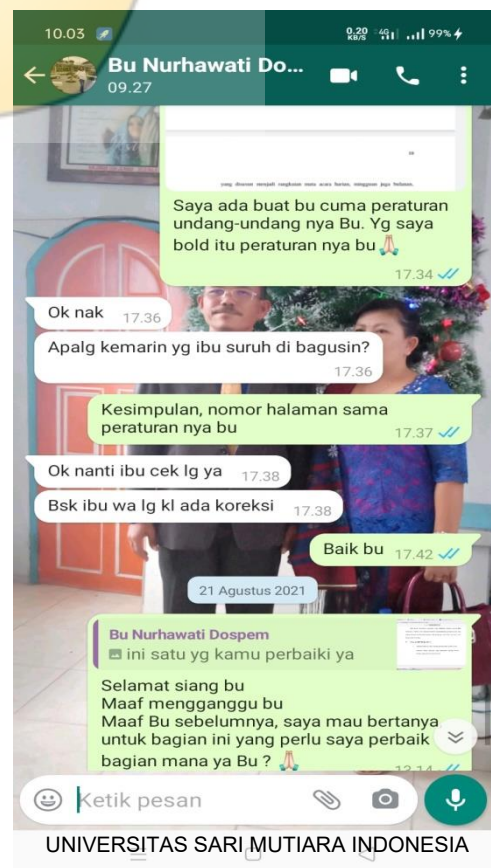 10.03 0.20 KB/S 4G 99%
Bu Nurhawati Do...
09.27
yang disusun menjadi rangkaian mata acara harian, mingguan juga bulanan.
Saya ada buat bu cuma peraturan
undang-undang nya Bu. Yg saya
bold itu peraturan nya bu
17.34
Ok nak 17.36
Apalg kemarin yg ibu suruh di bagusin?
17.36
Kesimpulan, nomor halaman sama
peraturan nya bu
17.37
Ok nanti ibu cek lg ya 17.38
Bsk ibu wa lg kl ada koreksi 17.38
Baik bu 17.42
21 Agustus 2021
Bu Nurhawati Dospem
ini satu yg kamu perbaiki ya
Selamat siang bu
Maaf mengganggu bu
Maaf Bu sebelumnya, saya mau bertanya
untuk bagian ini yang perlu saya perbaik
bagian mana ya Bu ?
Ketik pesan
UNIVERSITAS SARI MUTIARA INDONESIA